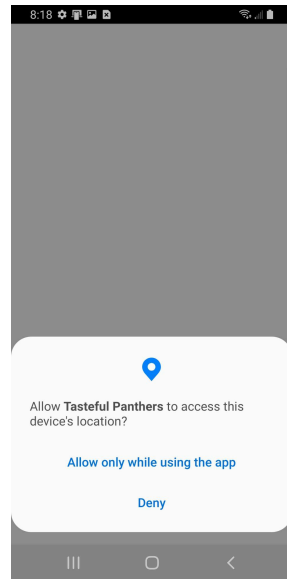 8:18
Allow Tasteful Panthers to access this
device's location?
Allow only while using the app
Deny